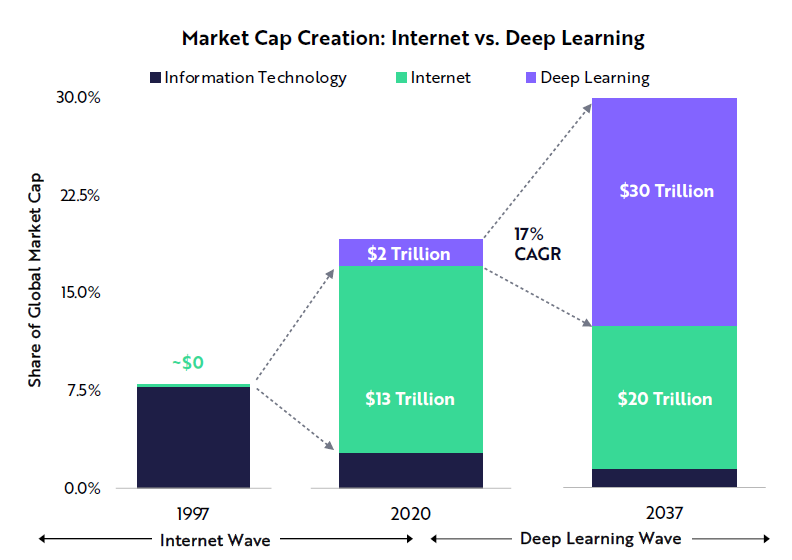 Market Cap Creation: Internet vs. Deep Learning
Information Technology Internet Deep Learning
Share of Global Market Cap
30.0%
22.5%
15.0%
7.5%
0.0%
~$0
$2 Trillion
$13 Trillion
17%
CAGR
$30 Trillion
$20 Trillion
1997 2020 2037
Internet Wave Deep Learning Wave